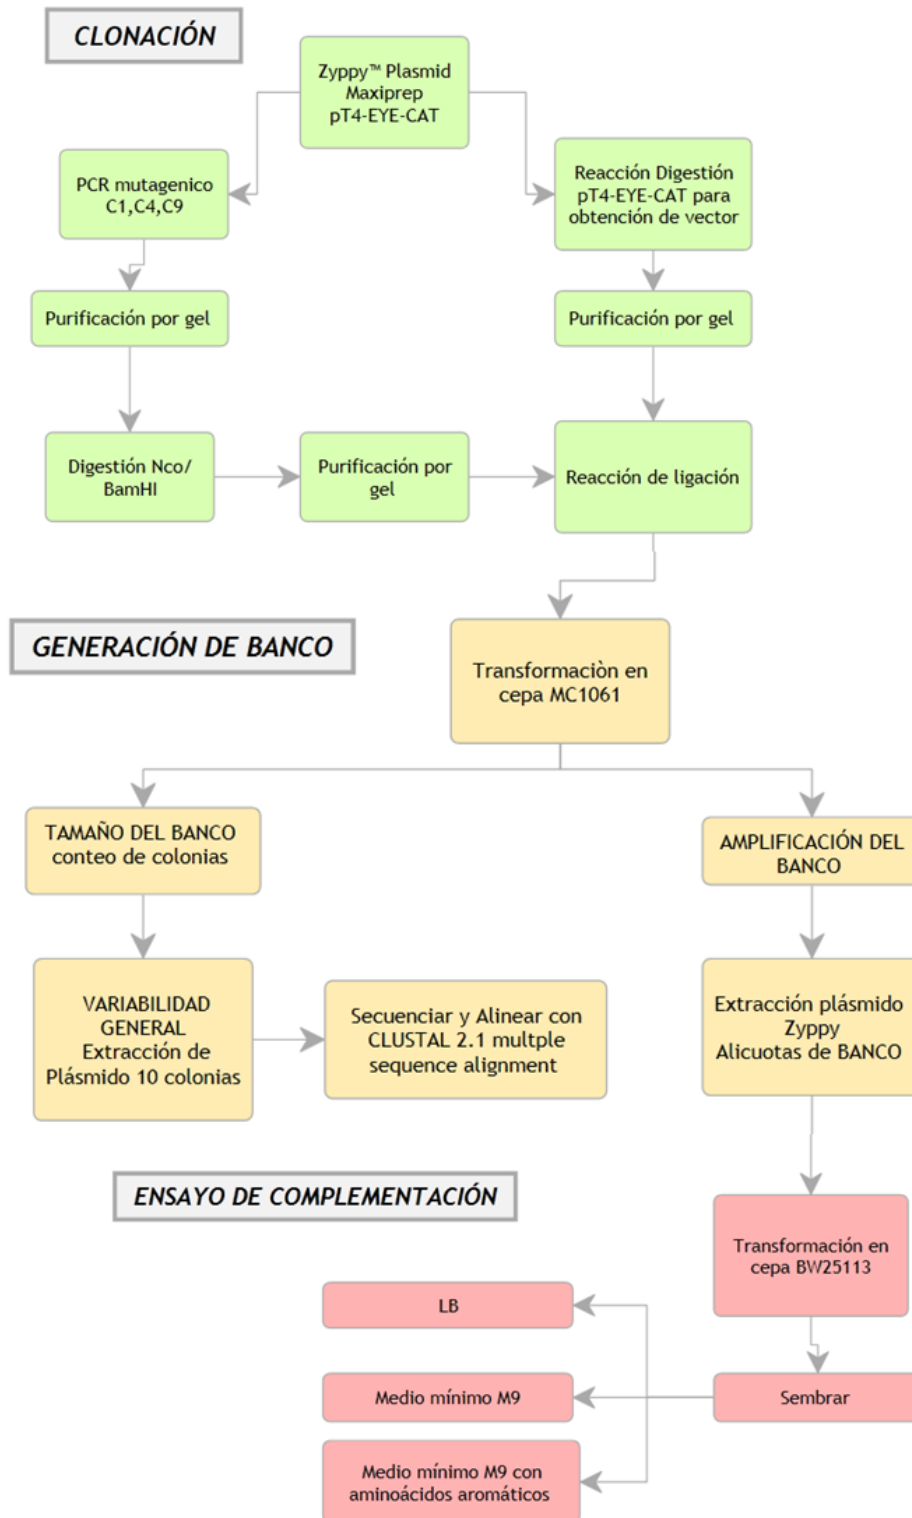 CLONACIÓN
Zyppy™ Plasmid
Maxiprep
pT4-EYE-CAT
PCR mutagenico
C1,C4,C9
Reacción Digestión
pT4-EYE-CAT para
obtención de vector
Purificación por gel
Purificación por gel
Digestión Nco/
BamHI
Purificación por
gel
Reacción de ligación
GENERACIÓN DE BANCO
Transformaciòn en
cepa MC1061
TAMAÑO DEL BANCO
conteo de colonias
AMPLIFICACIÓN DEL
BANCO
VARIABILIDAD
GENERAL
Extracción de
Plásmido 10 colonias
Secuenciar y Alinear con
CLUSTAL 2.1 multple
sequence alignment
Extracción plásmido
Zyppy
Alicuotas de BANCO
ENSAYO DE COMPLEMENTACIÓN
Transformación en
cepa BW25113
LB
Medio mínimo M9
Sembrar
Medio mínimo M9 con
aminoácidos aromáticos